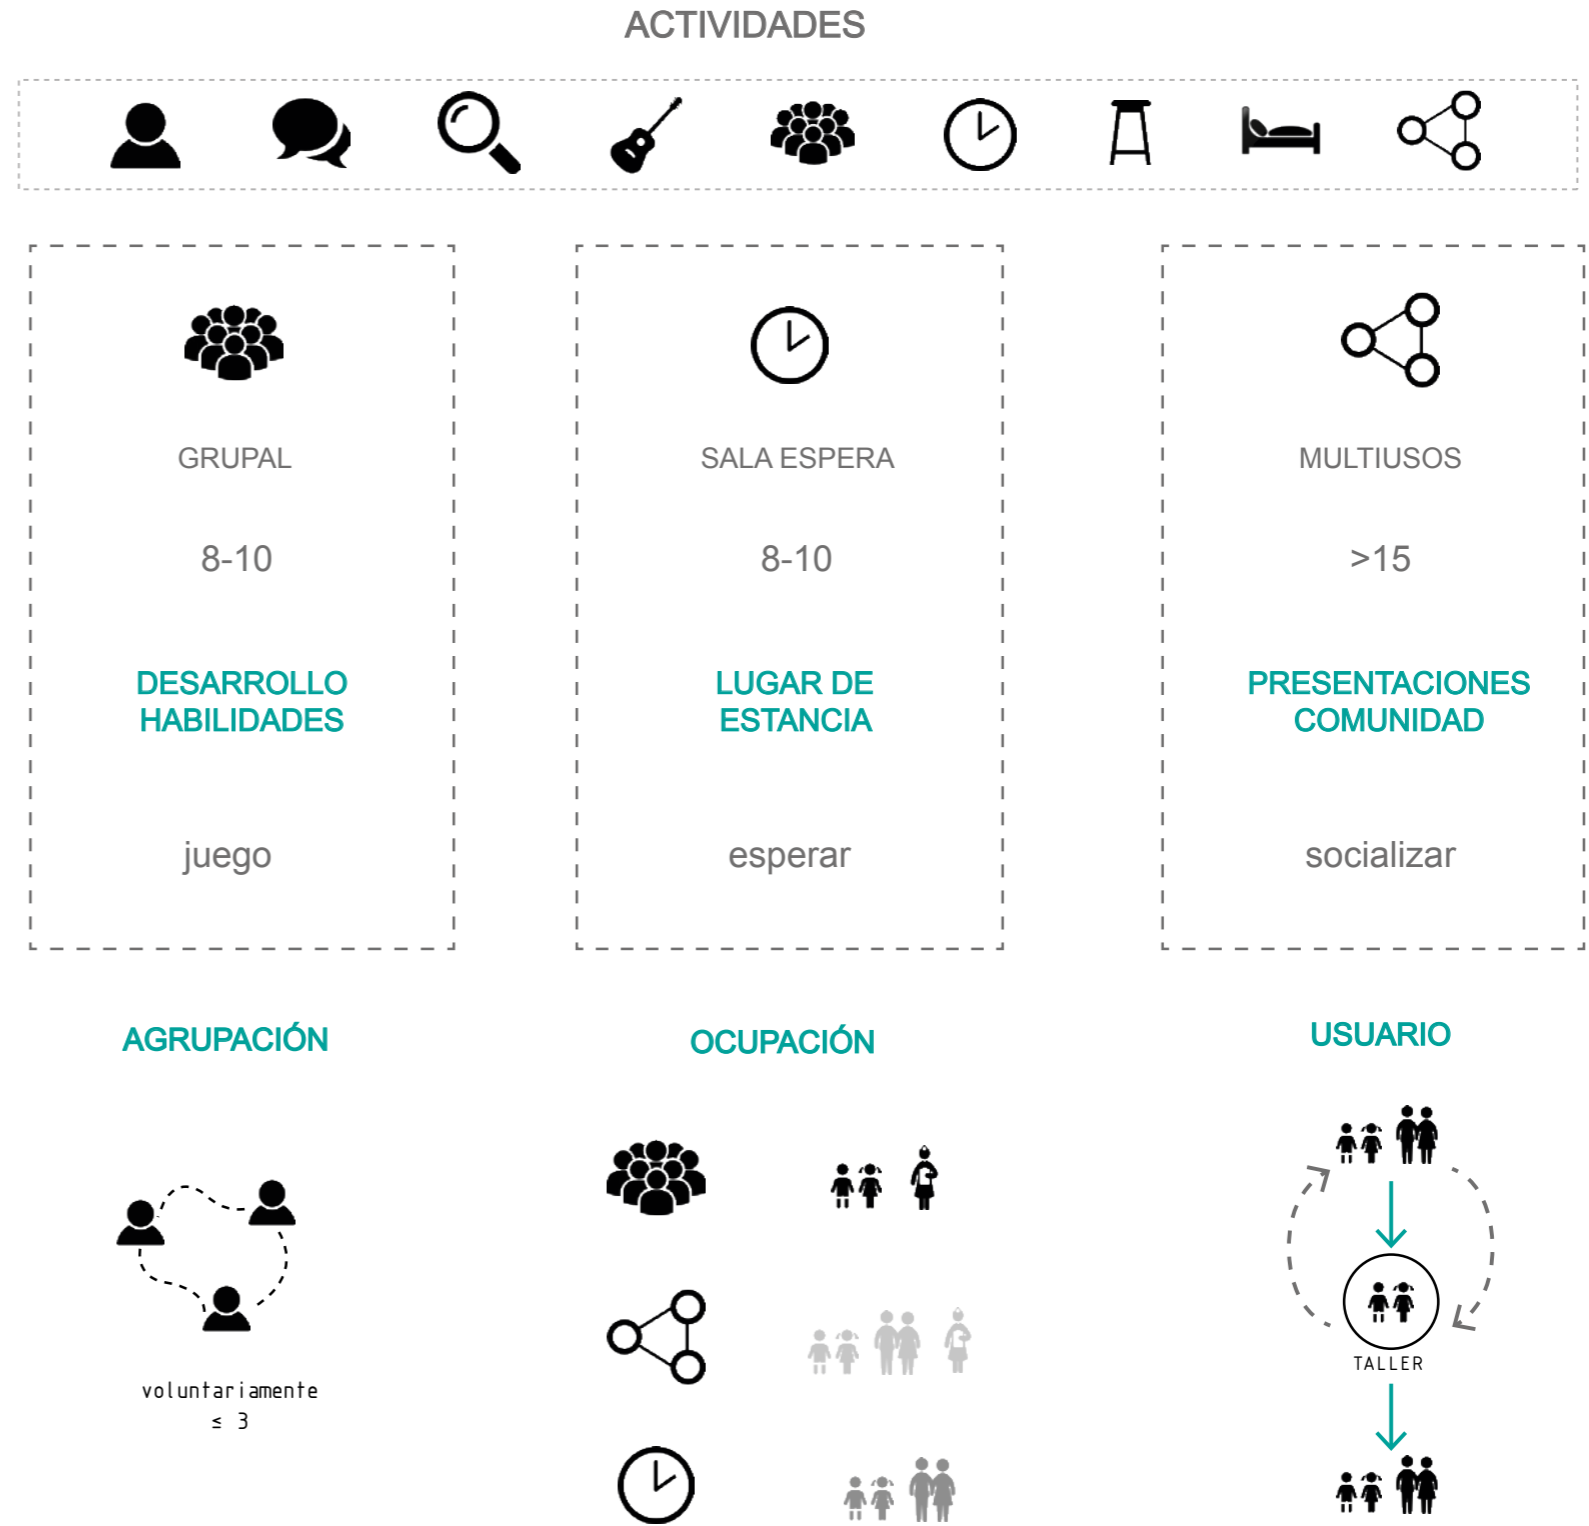 ACTIVIDADES
GRUPAL
8-10
DESARROLLO
HABILIDADES
juego
SALA ESPERA
8-10
LUGAR DE
ESTANCIA
esperar
MULTIUSOS
>15
PRESENTACIONES
COMUNIDAD
socializar
AGRUPACIÓN
voluntariamente
≤ 3
OCUPACIÓN
USUARIO
TALLER